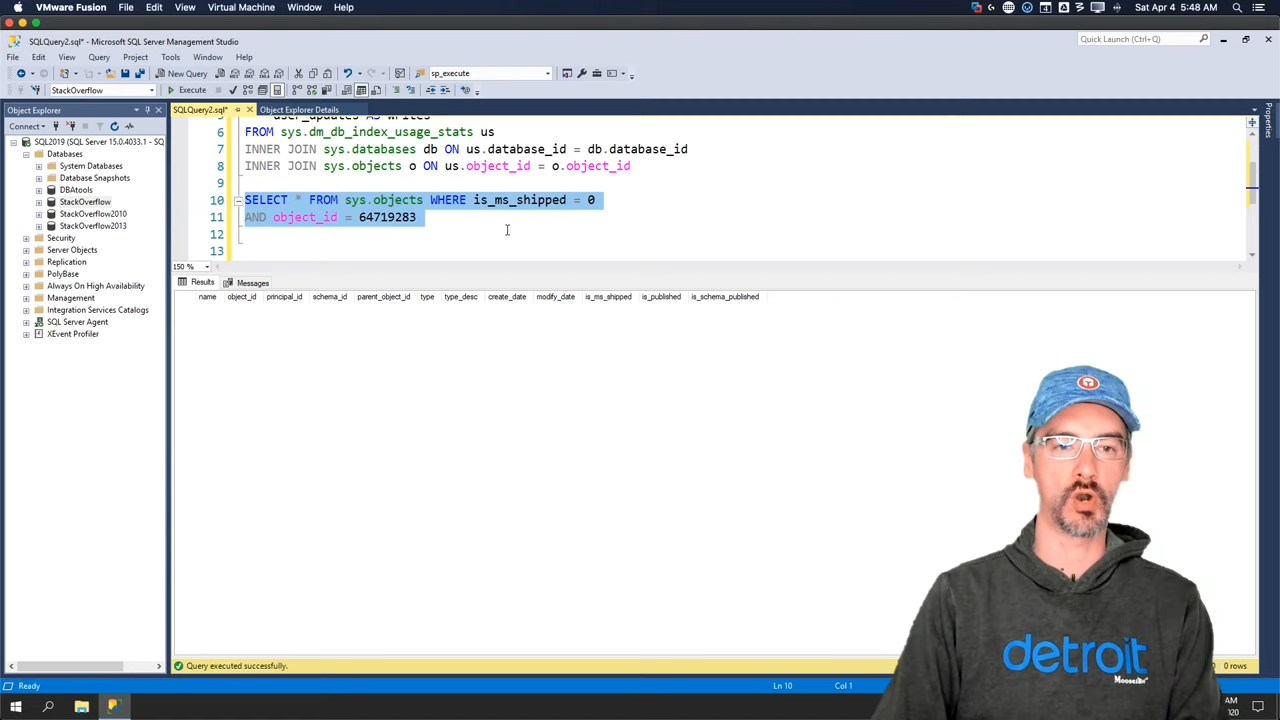 VMware Fusion File Edit View Virtual Machine Window Help
Sat Apr 4 5:48 AM
SQLQuery2.sql* - Microsoft SQL Server Management Studio
Quick Launch (Ctrl+Q)
File Edit View Query Project Tools Window Help
New Query
sp_execute
StackOverflow
Execute
Object Explorer
SQLQuery2.sql*
Object Explorer Details
Properties
Connect
SQL2019 (SQL Server 15.0.4033.1 - SQ
Databases
System Databases
Database Snapshots
DBAtools
StackOverflow
StackOverflow2010
StackOverflow2013
Security
Server Objects
Replication
PolyBase
Always On High Availability
Management
Integration Services Catalogs
SQL Server Agent
XEvent Profiler
5 user_updates AS writes
6 FROM sys.dm_db_index_usage_stats us
7 INNER JOIN sys.databases db ON us.database_id = db.database_id
8 INNER JOIN sys.objects o ON us.object_id = o.object_id
9
10 SELECT * FROM sys.objects WHERE is_ms_shipped = 0
11 AND object_id = 64719283
12
13
150 %
Results Messages
name object_id principal_id schema_id parent_object_id type type_desc create_date modify_date is_ms_shipped is_published is_schema_published
detroit
Query executed successfully.
0 rows
Ready
Ln 10
Col 1
AM